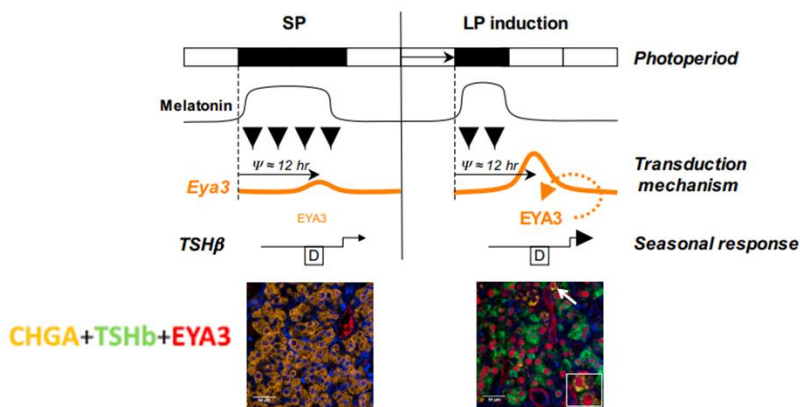 SP LP induction
Photoperiod
Melatonin
Ψ ≈ 12 hr Ψ ≈ 12 hr Transduction
Eya3 mechanism
EYA3 EYA3
TSHβ D D Seasonal response
CHGA+TSHb+EYA3